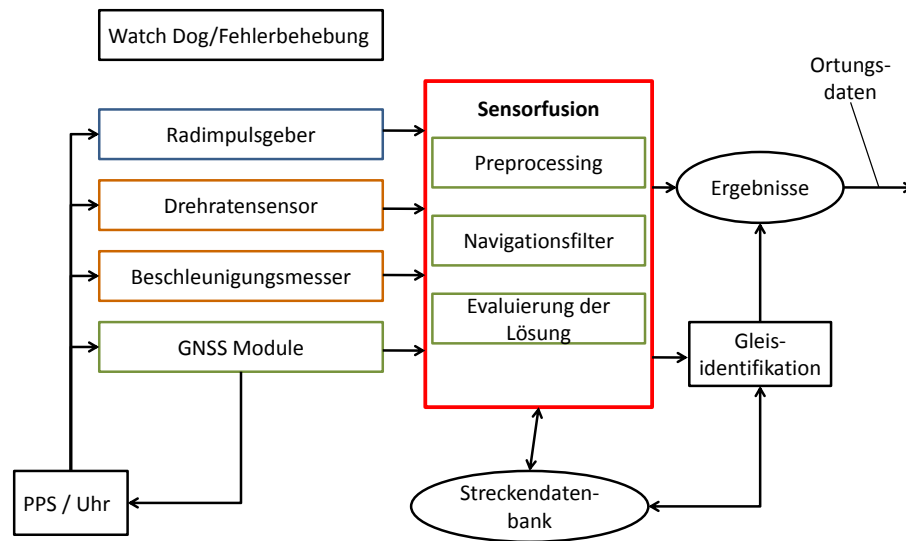 Watch Dog/Fehlerbehebung
Ortungs-
daten
Sensorfusion
Radimpulsgeber
Preprocessing
Ergebnisse
Drehratensensor
Navigationsfilter
Beschleunigungsmesser
Evaluierung der
Lösung
GNSS Module
Gleis-
identifikation
PPS / Uhr
Streckendaten-
bank